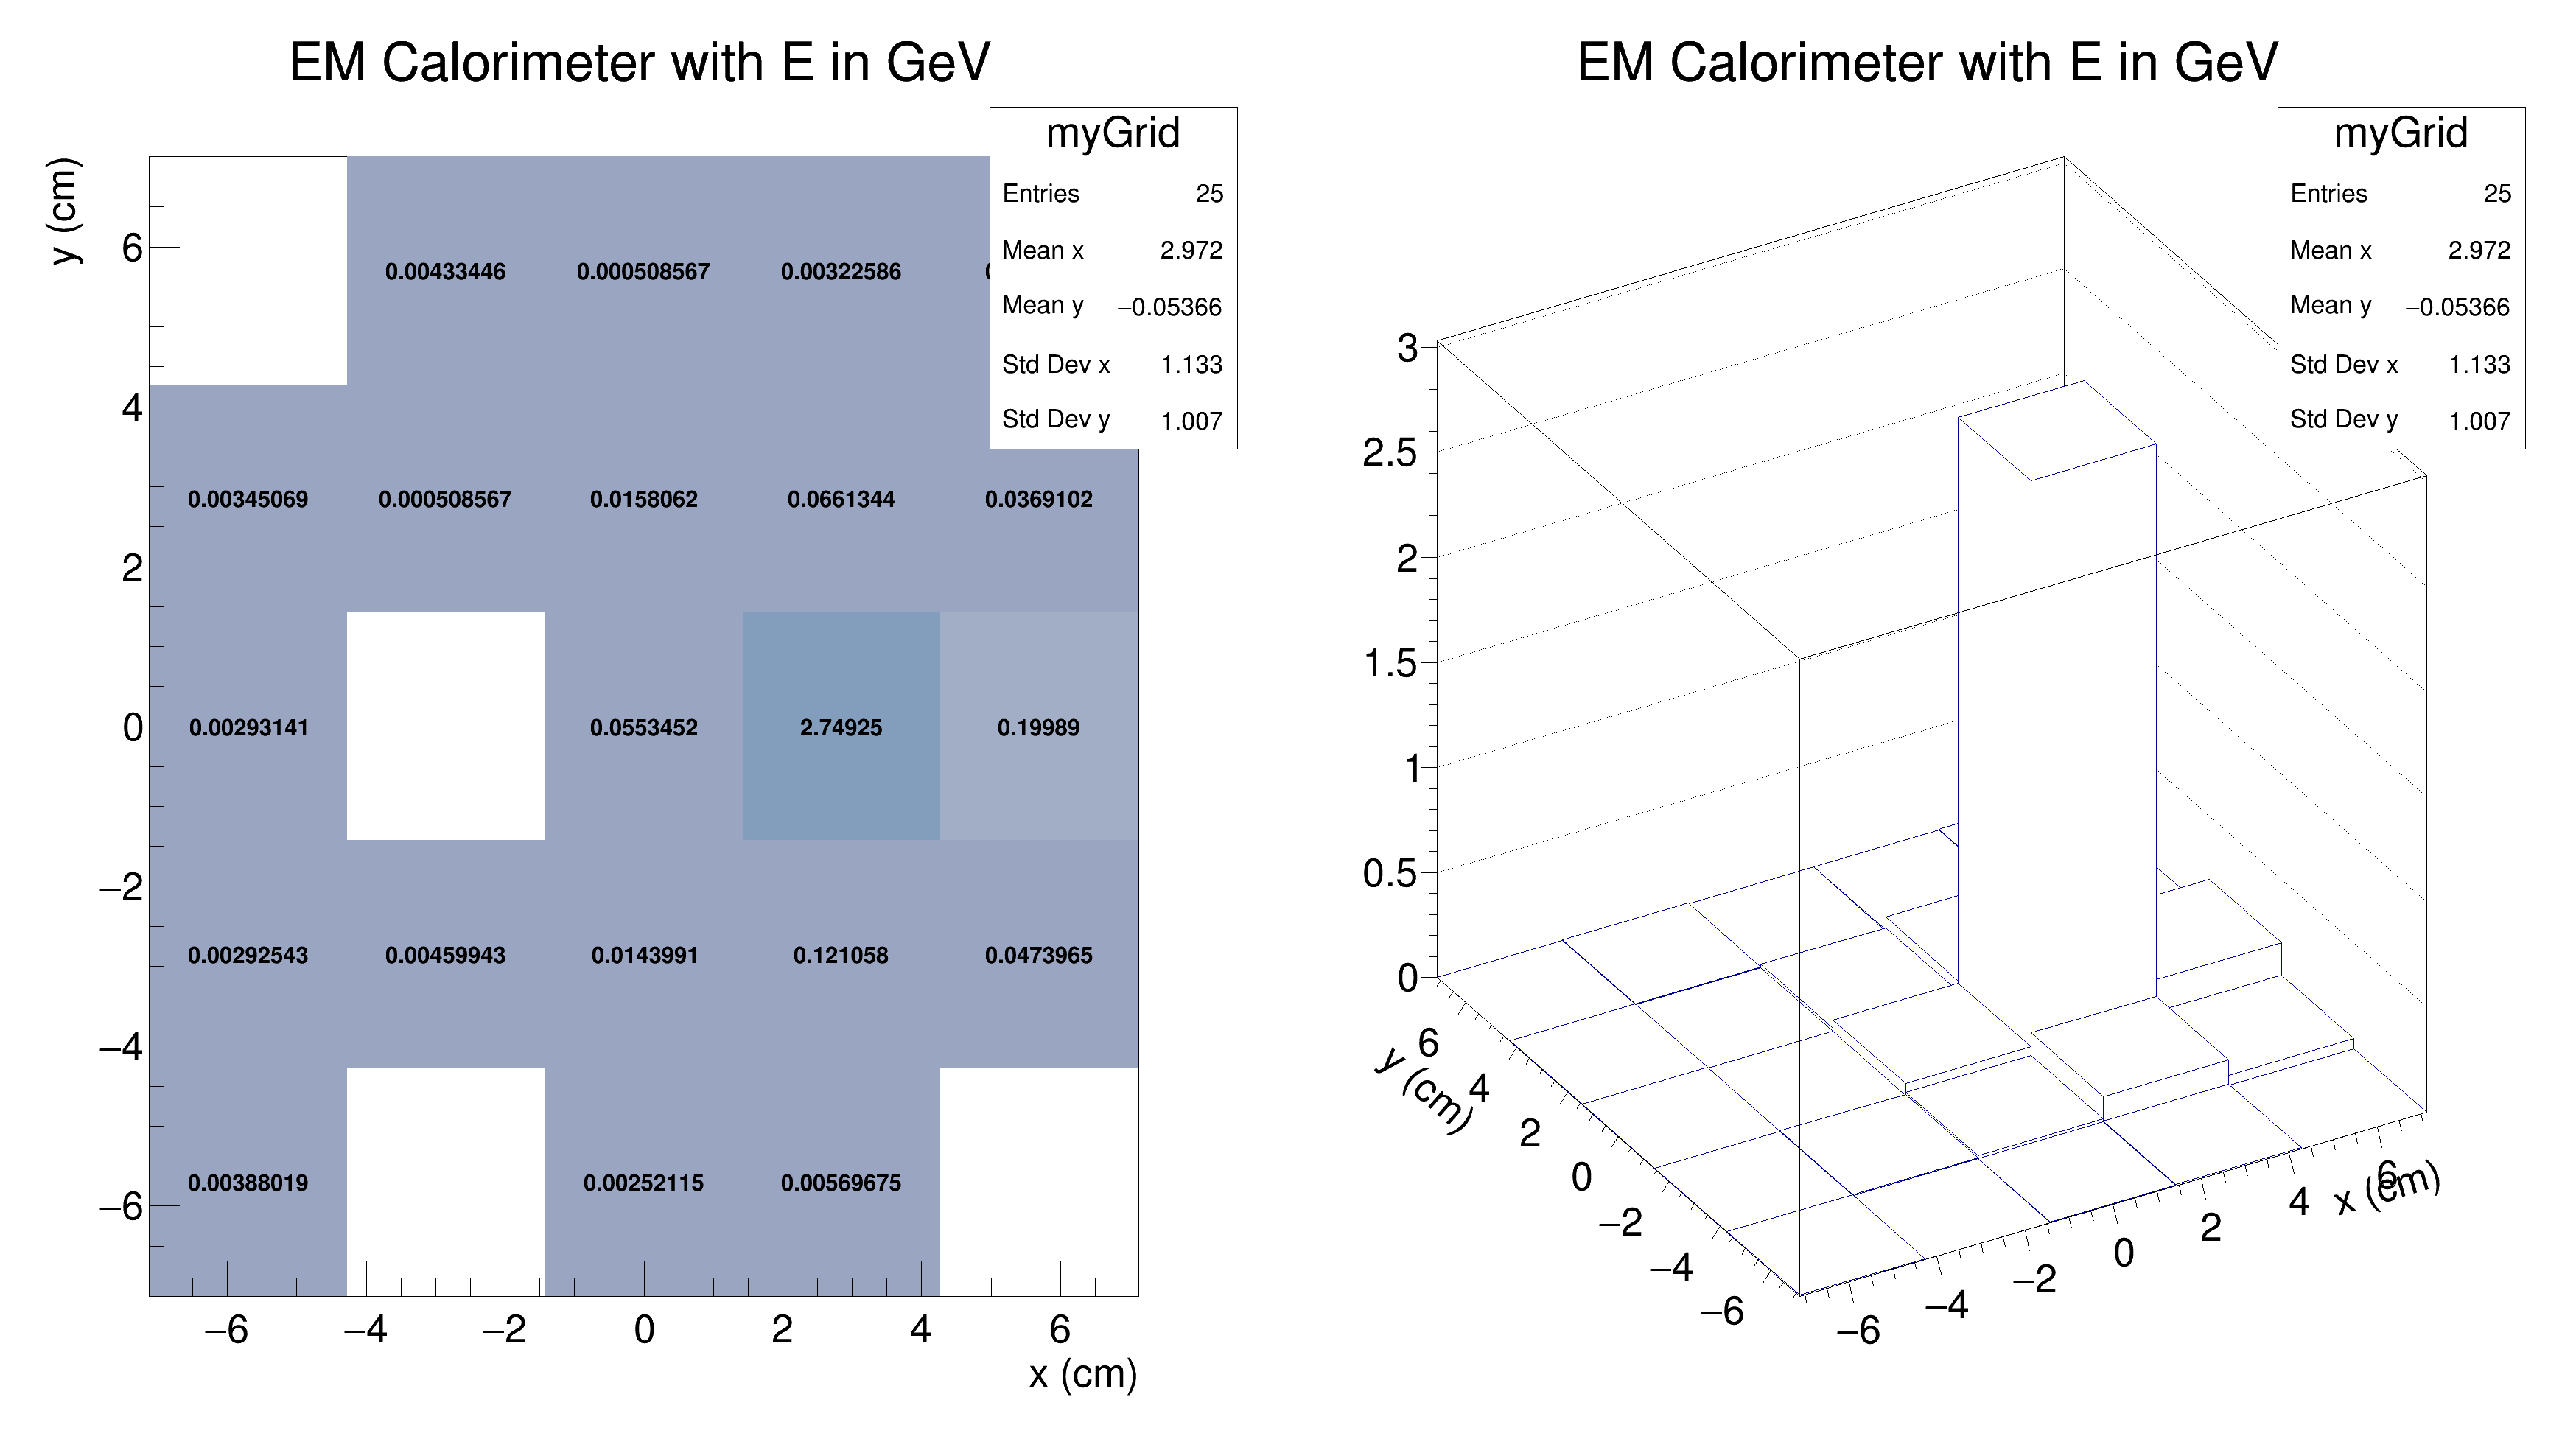 EM Calorimeter with E in GeV
myGrid
Entries 25
Mean x 2.972
Mean y −0.05366
Std Dev x 1.133
Std Dev y 1.007
y (cm)
6
4
2
0
−2
−4
−6
0.00433446 0.000508567 0.00322586
0.00345069 0.000508567 0.0158062 0.0661344 0.0369102
0.00293141 0.0553452 2.74925 0.19989
0.00292543 0.00459943 0.0143991 0.121058 0.0473965
0.00388019 0.00252115 0.00569675
−6 −4 −2 0 2 4 6
x (cm)
EM Calorimeter with E in GeV
myGrid
Entries 25
Mean x 2.972
Mean y −0.05366
Std Dev x 1.133
Std Dev y 1.007
3
2.5
2
1.5
1
0.5
0
6
4
2
0
−2
−4
−6
y (cm)
−6 −4 −2 0 2 4 6
x (cm)